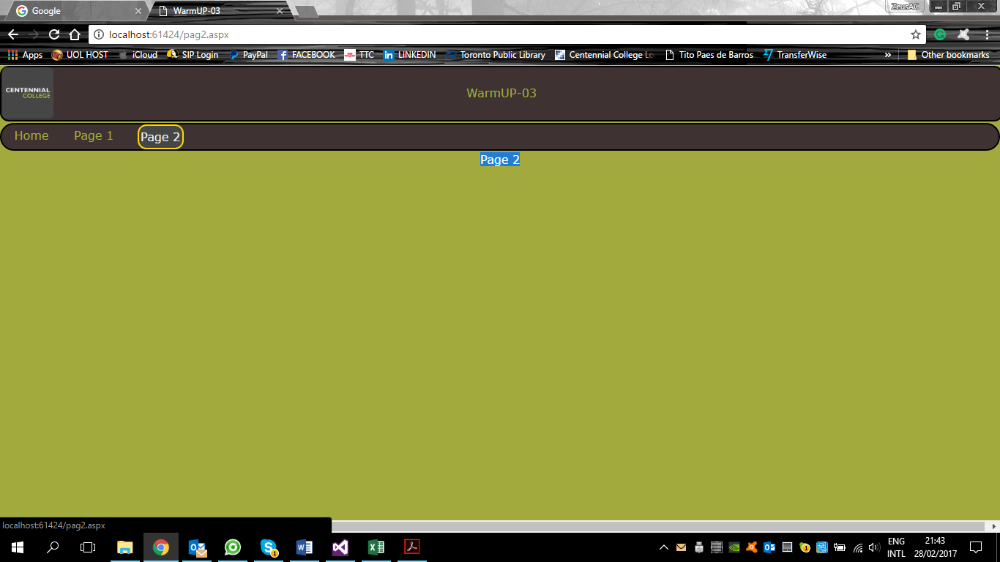 Google
WarmUP-03
ZeusAC
localhost:61424/pag2.aspx
Apps UOL HOST iCloud SIP Login PayPal FACEBOOK TTC LINKEDIN Toronto Public Library Centennial College Lo Tito Paes de Barros TransferWise » Other bookmarks
CENTENNIAL
COLLEGE
WarmUP-03
Home Page 1 Page 2
Page 2
localhost:61424/pag2.aspx
ENG 21:43
INTL 28/02/2017